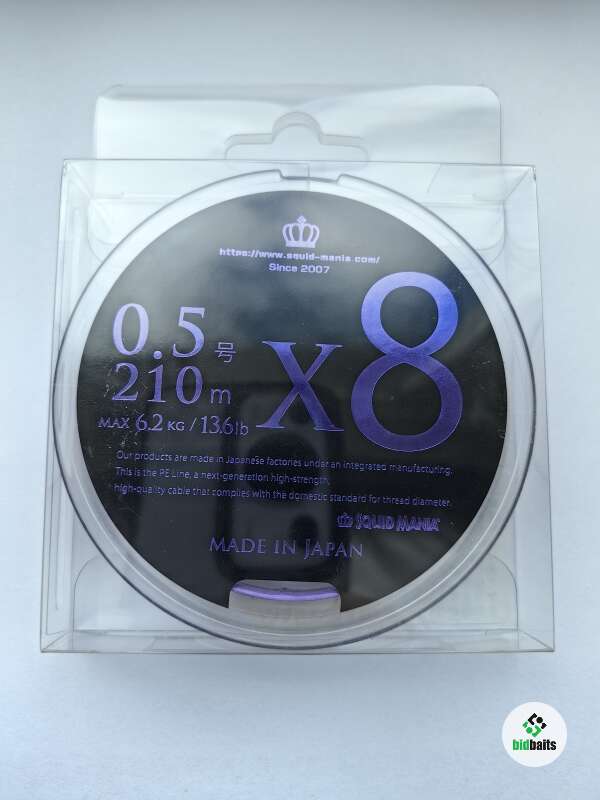 https://www.squid-mania.com/
Since 2007
0.5号
210m
MAX 6.2KG/13.6lb
X8
Our products are made in Japanese factories under an integrated manufacturing.
This is the PE Line, a next-generation high-strength,
high-quality cable that complies with the domestic standard for thread diameter.
SQUID MANIA
MADE IN JAPAN
bidbaits